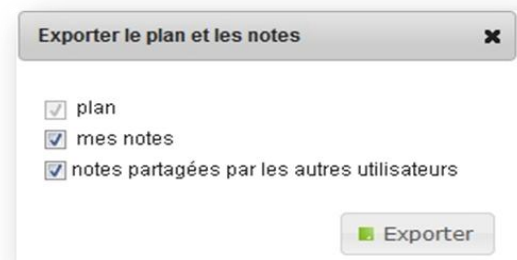 Exporter le plan et les notes
plan
mes notes
notes partagées par les autres utilisateurs
Exporter